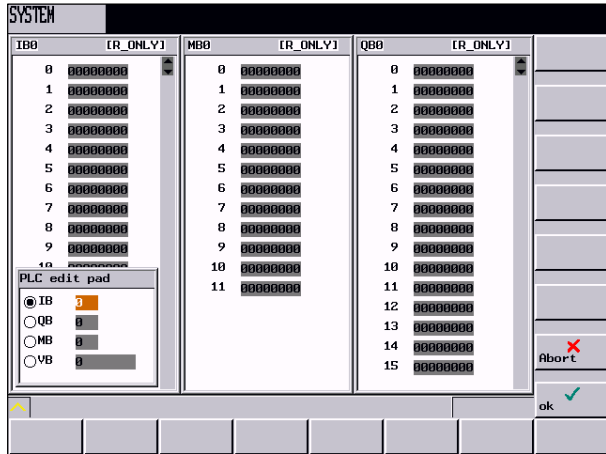 SYSTEM
IB0 [R_ONLY] MB0 [R_ONLY] QB0 [R_ONLY]
0 00000000 0 00000000 0 00000000
1 00000000 1 00000000 1 00000000
2 00000000 2 00000000 2 00000000
3 00000000 3 00000000 3 00000000
4 00000000 4 00000000 4 00000000
5 00000000 5 00000000 5 00000000
6 00000000 6 00000000 6 00000000
7 00000000 7 00000000 7 00000000
8 00000000 8 00000000 8 00000000
9 00000000 9 00000000 9 00000000
10 00000000 10 00000000 10 00000000
11 00000000 11 00000000
12 00000000
13 00000000
14 00000000
15 00000000
PLC edit pad
IB 0
QB 0
MB 0
VB 0
Abort
ok